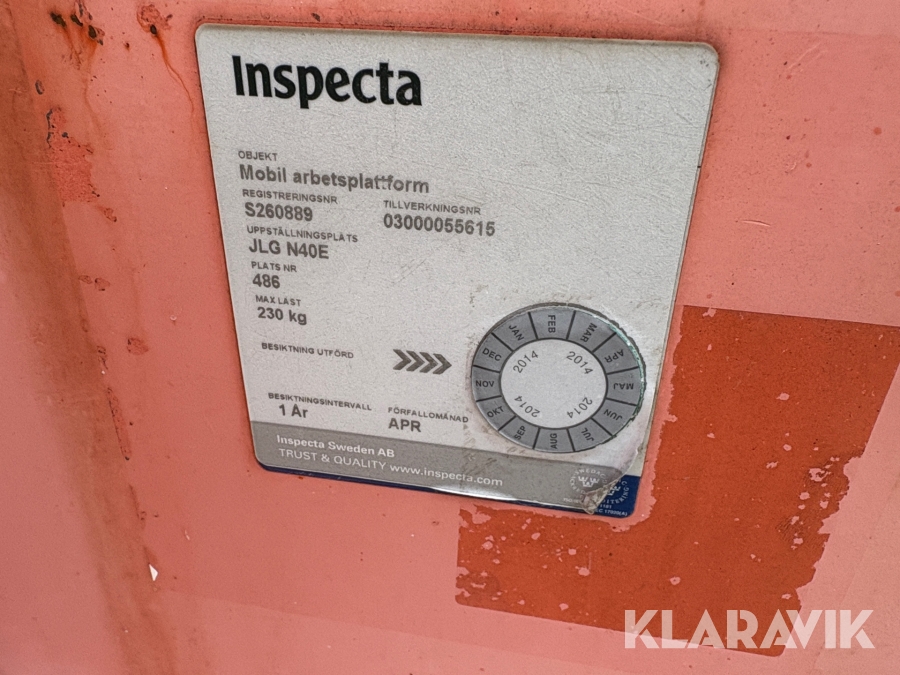 Inspecta
OBJEKT
Mobil arbetsplattform
REGISTRERINGSNR TILLVERKNINGSNR
S260889 03000055615
UPPSTÄLLNINGSPLATS
JLG N40E
PLATS NR
486
MAX LAST
230 kg
BESIKTNING UTFÖRD
BESIKTNINGSINTERVALL FÖRFALLOMÅNAD
1 År APR
JAN FEB MAR APR MAJ JUN JUL AUG SEP OKT NOV DEC
2014 2014 2014 2014
Inspecta Sweden AB
TRUST & QUALITY www.inspecta.com
KLARAVIK